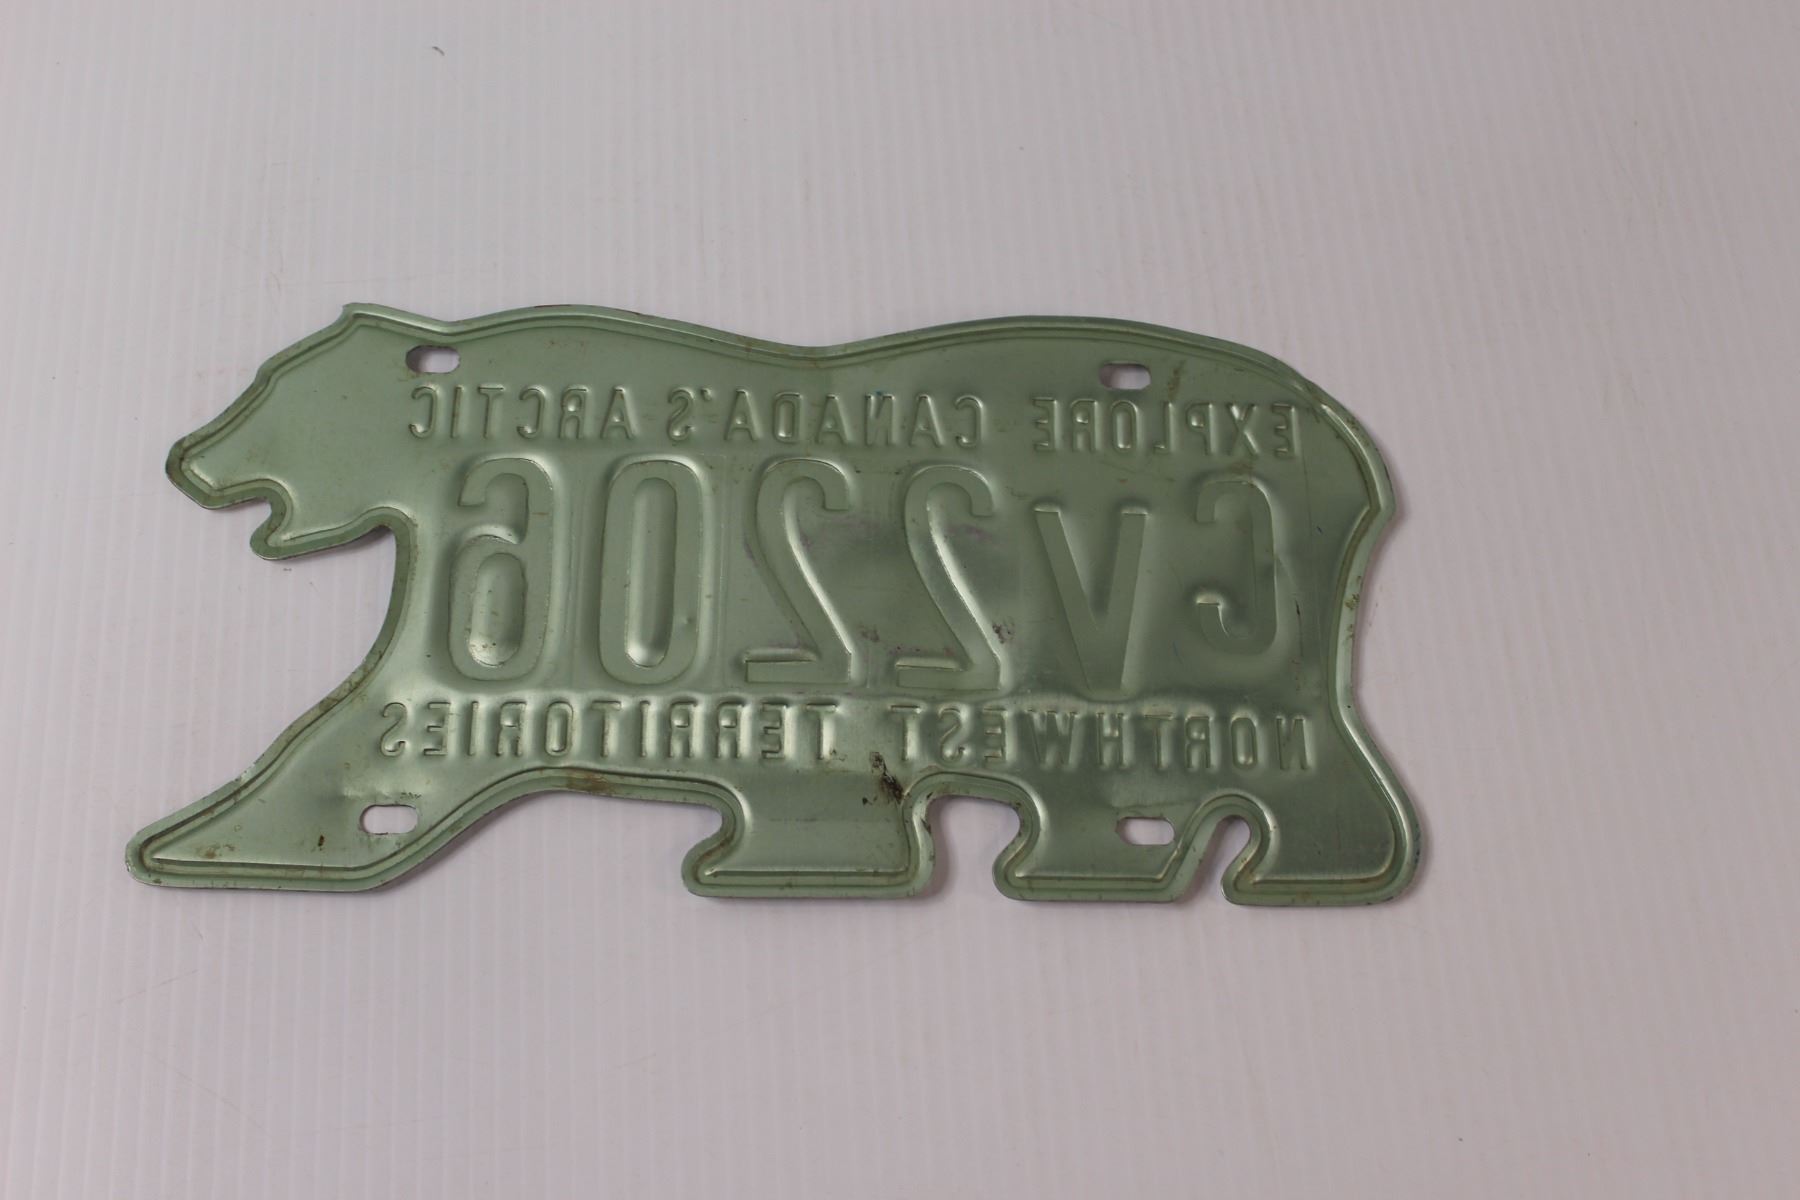 EXPLORE CANADA'S ARCTIC
CV2206
NORTHWEST TERRITORIES